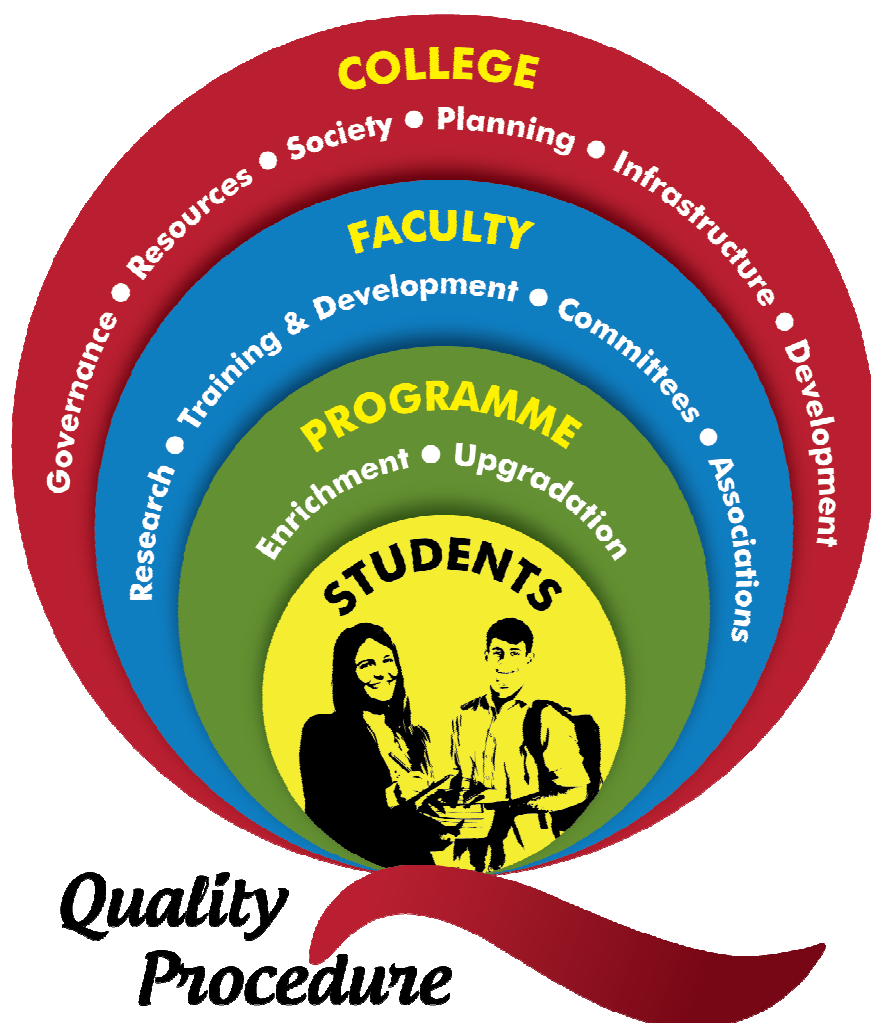 COLLEGE
Governance • Resources • Society • Planning • Infrastructure • Development
FACULTY
Research • Training & Development • Committees • Associations
PROGRAMME
Enrichment • Upgradation
STUDENTS
Quality
Procedure